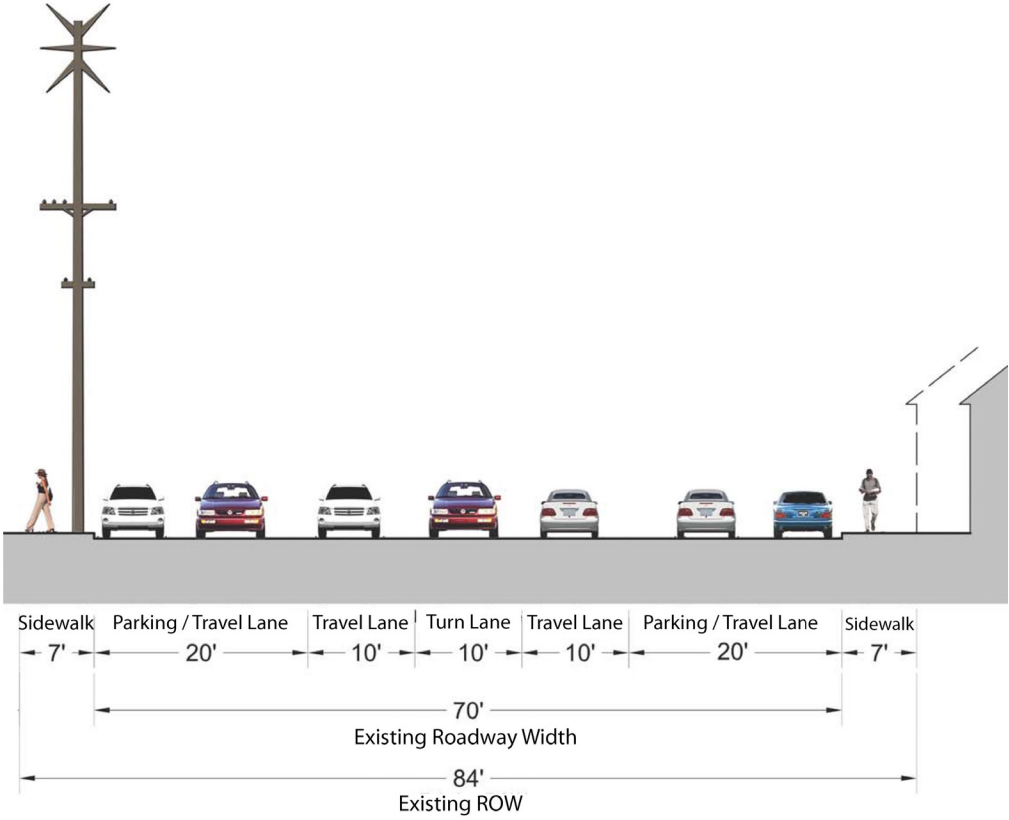 Sidewalk Parking / Travel Lane Travel Lane Turn Lane Travel Lane Parking / Travel Lane Sidewalk
7' 20' 10' 10' 10' 20' 7'
70'
Existing Roadway Width
84'
Existing ROW